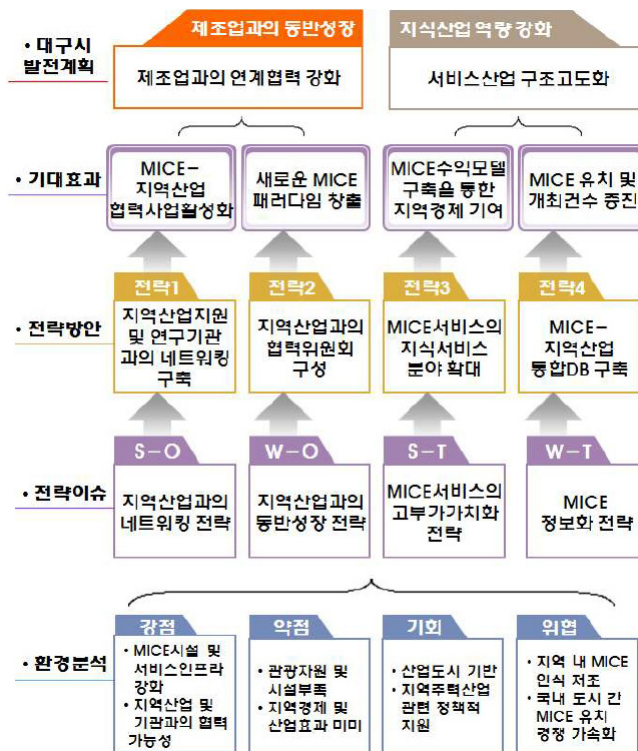 제조업과의 동반성장
지식산업 역량 강화
• 대구시
발전계획
제조업과의 연계협력 강화
서비스산업 구조고도화
• 기대효과
MICE–
지역산업
협력사업활성화
새로운 MICE
패러다임 창출
MICE수익모델
구축을 통한
지역경제 기여
MICE 유치 및
개최건수 증진
• 전략방안
전략1
지역산업지원
및 연구기관
과의 네트워킹
구축
전략2
지역산업과의
협력위원회
구성
전략3
MICE서비스의
지식서비스
분야 확대
전략4
MICE–
지역산업
통합DB 구축
• 전략이슈
S–O
지역산업과의
네트워킹 전략
W–O
지역산업과의
동반성장 전략
S–T
MICE서비스의
고부가가치화
전략
W–T
MICE
정보화 전략
• 환경분석
강점
• MICE시설 및
서비스인프라
강화
• 지역산업 및
기관과의 협력
가능성
약점
• 관광자원 및
시설부족
• 지역경제 및
산업효과 미미
기회
• 산업도시 기반
• 지역주력산업
관련 정책적
지원
위협
• 지역 내 MICE
인식 저조
• 국내 도시 간
MICE 유치
경쟁 가속화